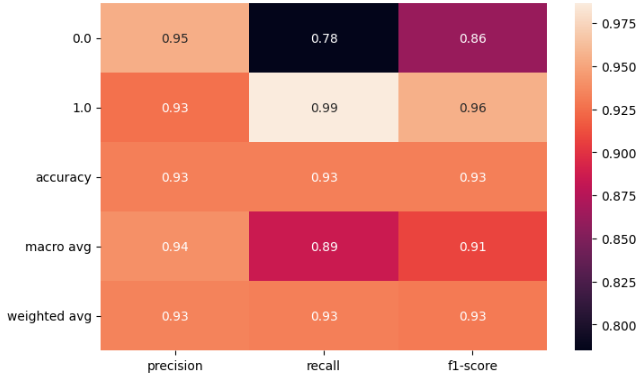 0.0 0.95 0.78 0.86
1.0 0.93 0.99 0.96
accuracy 0.93 0.93 0.93
macro avg 0.94 0.89 0.91
weighted avg 0.93 0.93 0.93
precision recall f1-score
0.975
0.950
0.925
0.900
0.875
0.850
0.825
0.800